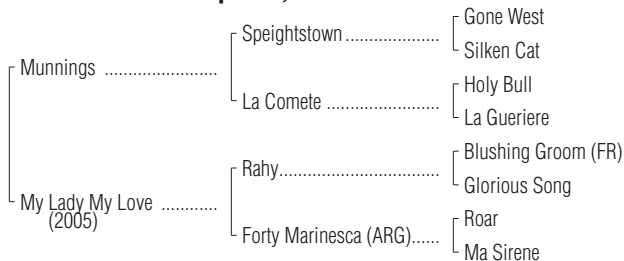 Gone West
Speightstown ....................
Silken Cat
Munnings ........................
Holy Bull
La Comete ........................
La Gueriere
Blushing Groom (FR)
Rahy..................................
Glorious Song
My Lady My Love ............
(2005)
Roar
Forty Marinesca (ARG)......
Ma Sirene